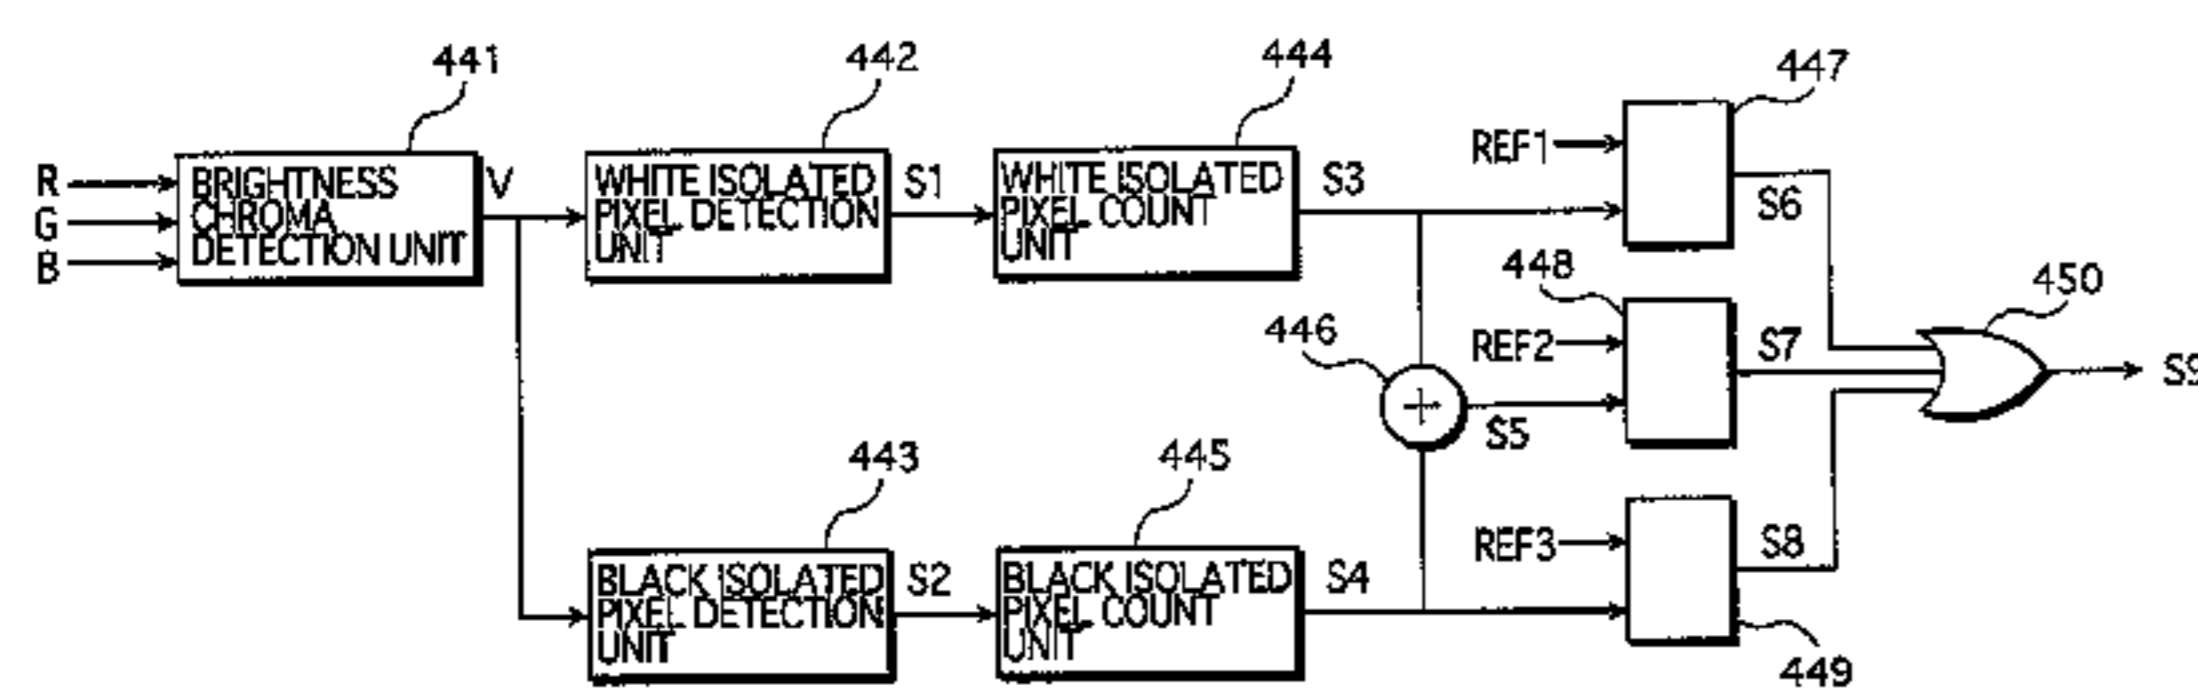 441
442
444
447
R
G
B
BRIGHTNESS
CHROMA
DETECTION UNIT
V
WHITE ISOLATED
PIXEL DETECTION
UNIT
S1
WHITE ISOLATED
PIXEL COUNT
UNIT
S3
REF1
S6
448
446
REF2
S7
450
S9
S5
443
445
BLACK ISOLATED
PIXEL DETECTION
UNIT
S2
BLACK ISOLATED
PIXEL COUNT
UNIT
S4
REF3
S8
449